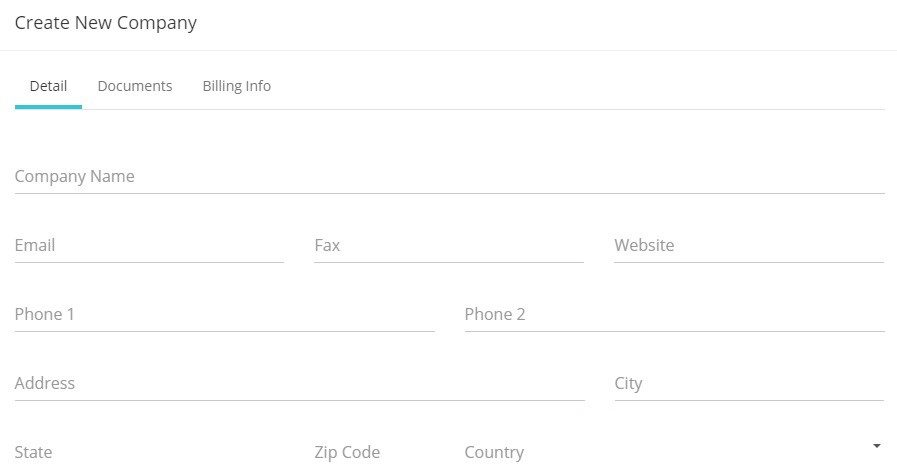 Create New Company
Detail Documents Billing Info
Company Name
Email Fax Website
Phone 1 Phone 2
Address City
State Zip Code Country